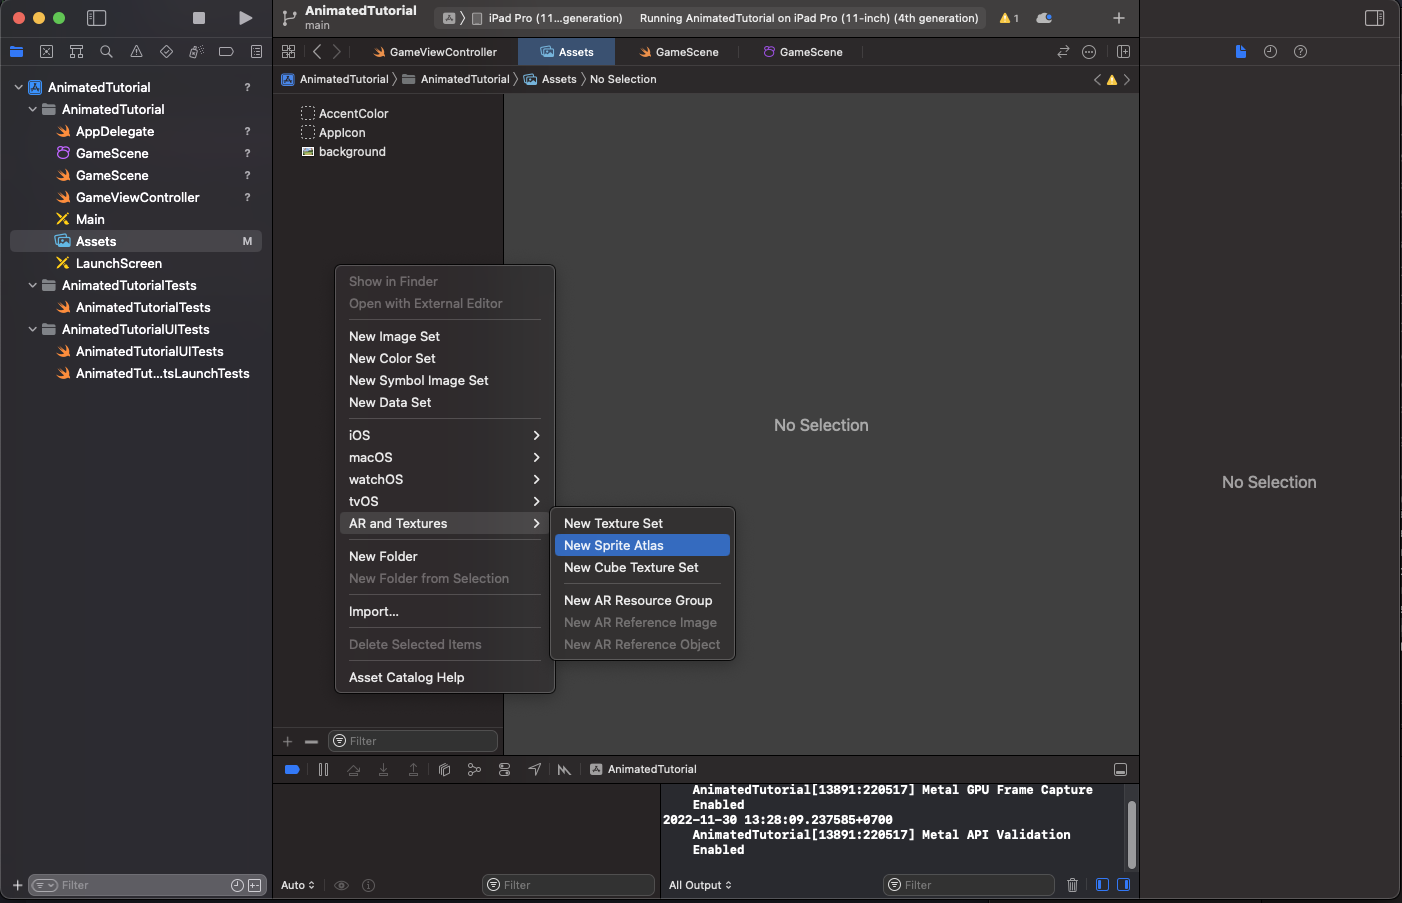 AnimatedTutorial
main
iPad Pro (11...generation)
Running AnimatedTutorial on iPad Pro (11-inch) (4th generation)
1
GameViewController
Assets
GameScene
GameScene
AnimatedTutorial
AnimatedTutorial
Assets
No Selection
AnimatedTutorial ?
AnimatedTutorial
AppDelegate ?
GameScene ?
GameScene ?
GameViewController ?
Main
Assets M
LaunchScreen
AnimatedTutorialTests
AnimatedTutorialTests
AnimatedTutorialUITests
AnimatedTutorialUITests
AnimatedTut...tsLaunchTests
AccentColor
AppIcon
background
Show in Finder
Open with External Editor
New Image Set
New Color Set
New Symbol Image Set
New Data Set
iOS
macOS
watchOS
tvOS
AR and Textures
New Folder
New Folder from Selection
Import...
Delete Selected Items
Asset Catalog Help
New Texture Set
New Sprite Atlas
New Cube Texture Set
New AR Resource Group
New AR Reference Image
New AR Reference Object
No Selection
No Selection
Filter
AnimatedTutorial
AnimatedTutorial[13891:220517] Metal GPU Frame Capture
Enabled
2022-11-30 13:28:09.237585+0700
AnimatedTutorial[13891:220517] Metal API Validation
Enabled
Filter
Auto
Filter
All Output
Filter